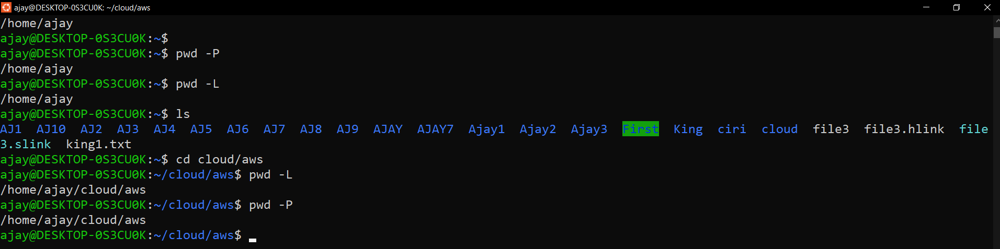 ajay@DESKTOP-0S3CU0K: ~/cloud/aws
/home/ajay
ajay@DESKTOP-0S3CU0K:~$
ajay@DESKTOP-0S3CU0K:~$ pwd -P
/home/ajay
ajay@DESKTOP-0S3CU0K:~$ pwd -L
/home/ajay
ajay@DESKTOP-0S3CU0K:~$ ls
AJ1  AJ10  AJ2  AJ3  AJ4  AJ5  AJ6  AJ7  AJ8  AJ9  AJAY  AJAY7  Ajay1  Ajay2  Ajay3  First  King  ciri  cloud  file3  file3.hlink  file
3.slink  king1.txt
ajay@DESKTOP-0S3CU0K:~$ cd cloud/aws
ajay@DESKTOP-0S3CU0K:~/cloud/aws$ pwd -L
/home/ajay/cloud/aws
ajay@DESKTOP-0S3CU0K:~/cloud/aws$ pwd -P
/home/ajay/cloud/aws
ajay@DESKTOP-0S3CU0K:~/cloud/aws$